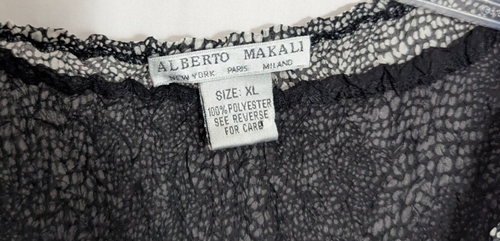 ALBERTO MAKALI
NEW YORK PARIS MILANO
SIZE: XL
100% POLYESTER
SEE REVERSE
FOR CARE